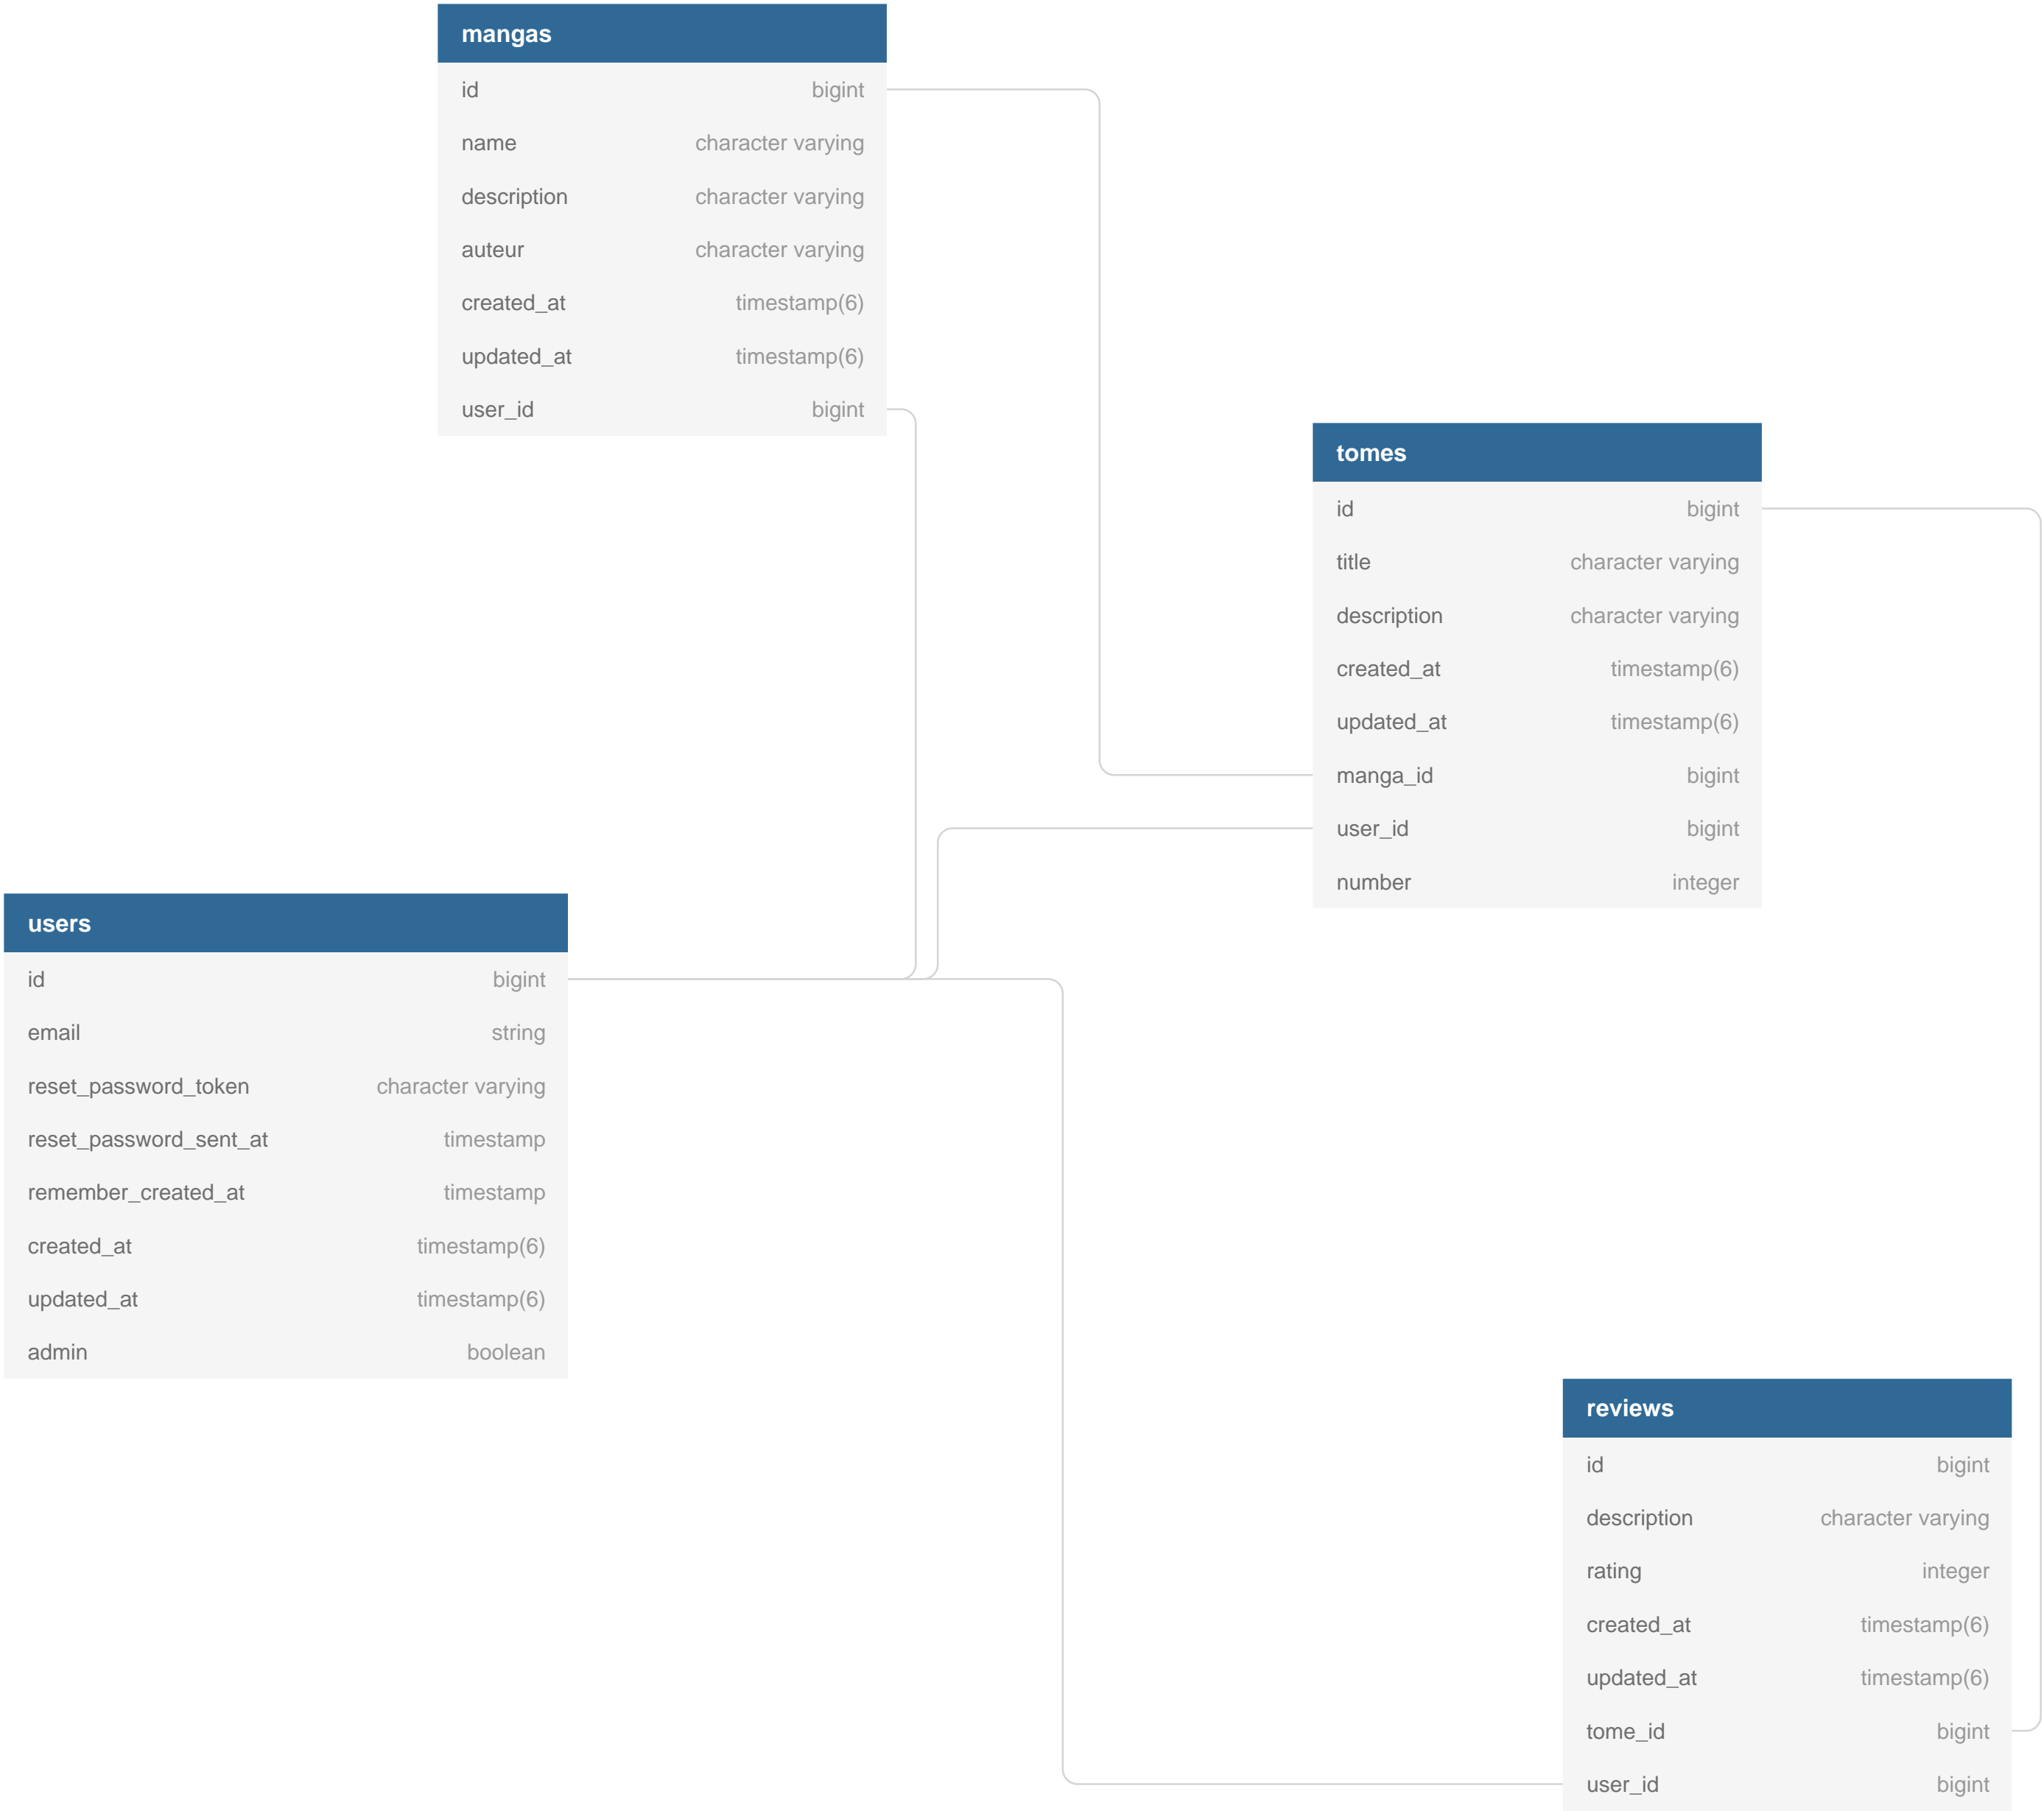 mangas
id bigint
name character varying
description character varying
auteur character varying
created_at timestamp(6)
updated_at timestamp(6)
user_id bigint
tomes
id bigint
title character varying
description character varying
created_at timestamp(6)
updated_at timestamp(6)
manga_id bigint
user_id bigint
number integer
users
id bigint
email string
reset_password_token character varying
reset_password_sent_at timestamp
remember_created_at timestamp
created_at timestamp(6)
updated_at timestamp(6)
admin boolean
reviews
id bigint
description character varying
rating integer
created_at timestamp(6)
updated_at timestamp(6)
tome_id bigint
user_id bigint